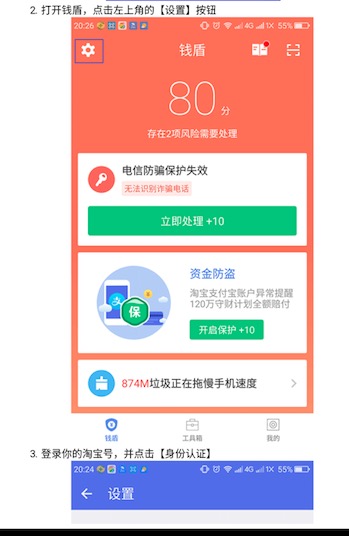 2. 打开钱盾，点击左上角的【设置】按钮
20:26 4G 1X 55%
钱盾
80分
存在2项风险需要处理
电信防骗保护失效
无法识别诈骗电话
立即处理 +10
资金防盗
淘宝支付宝账户异常提醒
120万守财计划全额赔付
保
开启保护 +10
874M垃圾正在拖慢手机速度
钱盾 工具箱 我的
3. 登录你的淘宝号，并点击【身份认证】
20:24 4G 1X 55%
设置